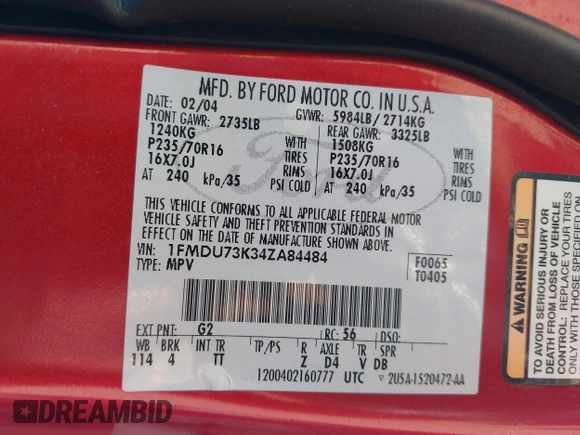 MFD. BY FORD MOTOR CO. IN U.S.A.
DATE: 02/04 GVWR: 5984LB/2714KG
FRONT GAWR: 2735LB REAR GAWR: 3325LB
1240KG 1508KG
P235/70R16 WITH TIRES P235/70R16 WITH TIRES
16X7.0J RIMS 16X7.0J RIMS
AT 240 kPa/35 PSI COLD AT 240 kPa/35 PSI COLD
Ford
THIS VEHICLE CONFORMS TO ALL APPLICABLE FEDERAL MOTOR
VEHICLE SAFETY AND THEFT PREVENTION STANDARDS IN
EFFECT ON THE DATE OF MANUFACTURE SHOWN ABOVE.
VIN: 1FMDU73K34ZA84484 F0065
TYPE: MPV T0405
EXT PNT: G2 RC: 56 DSO:
WB BRK INT TR TP/PS R AXLE TR SPR
114 4 TT Z D4 V DB
1200402160777 UTC ▽ 2U5A-1520472-AA
WARNING
TO AVOID SERIOUS INJURY OR
DEATH FROM LOSS OF VEHICLE
CONTROL: REPLACE YOUR TIRES
ONLY WITH THOSE SPECIFIED
DREAMBID